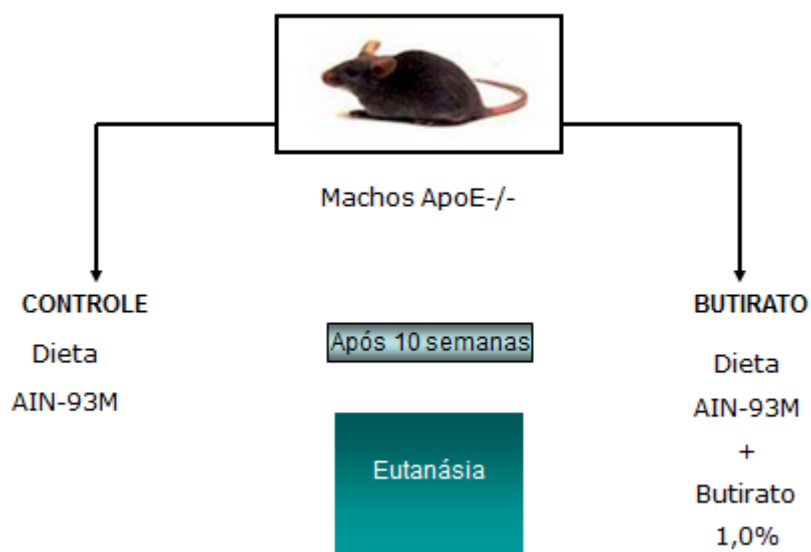 Machos ApoE-/-
CONTROLE
Dieta
AIN-93M
Após 10 semanas
Eutanásia
BUTIRATO
Dieta
AIN-93M
+
Butirato
1,0%